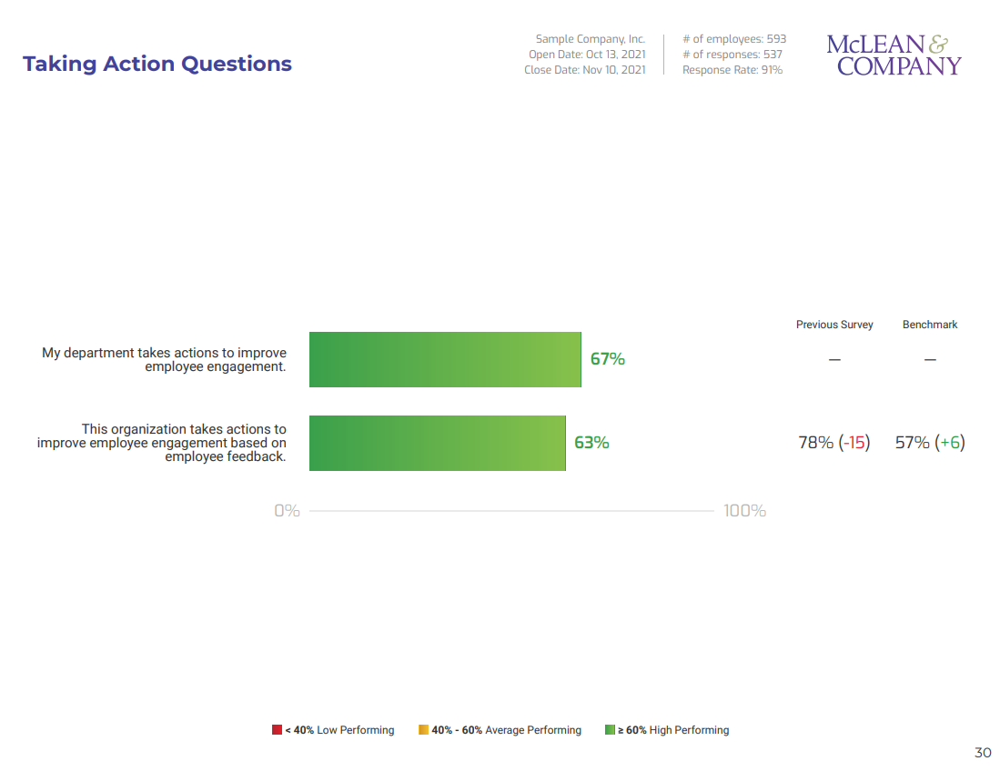 Taking Action Questions
Sample Company, Inc.
Open Date: Oct 13, 2021
Close Date: Nov 10, 2021
# of employees: 593
# of responses: 537
Response Rate: 91%
McLEAN &
COMPANY
Previous Survey
Benchmark
My department takes actions to improve
employee engagement.
67%
—
—
This organization takes actions to
improve employee engagement based on
employee feedback.
63%
78% (-15)
57% (+6)
0%
100%
< 40% Low Performing
40% - 60% Average Performing
≥ 60% High Performing
30